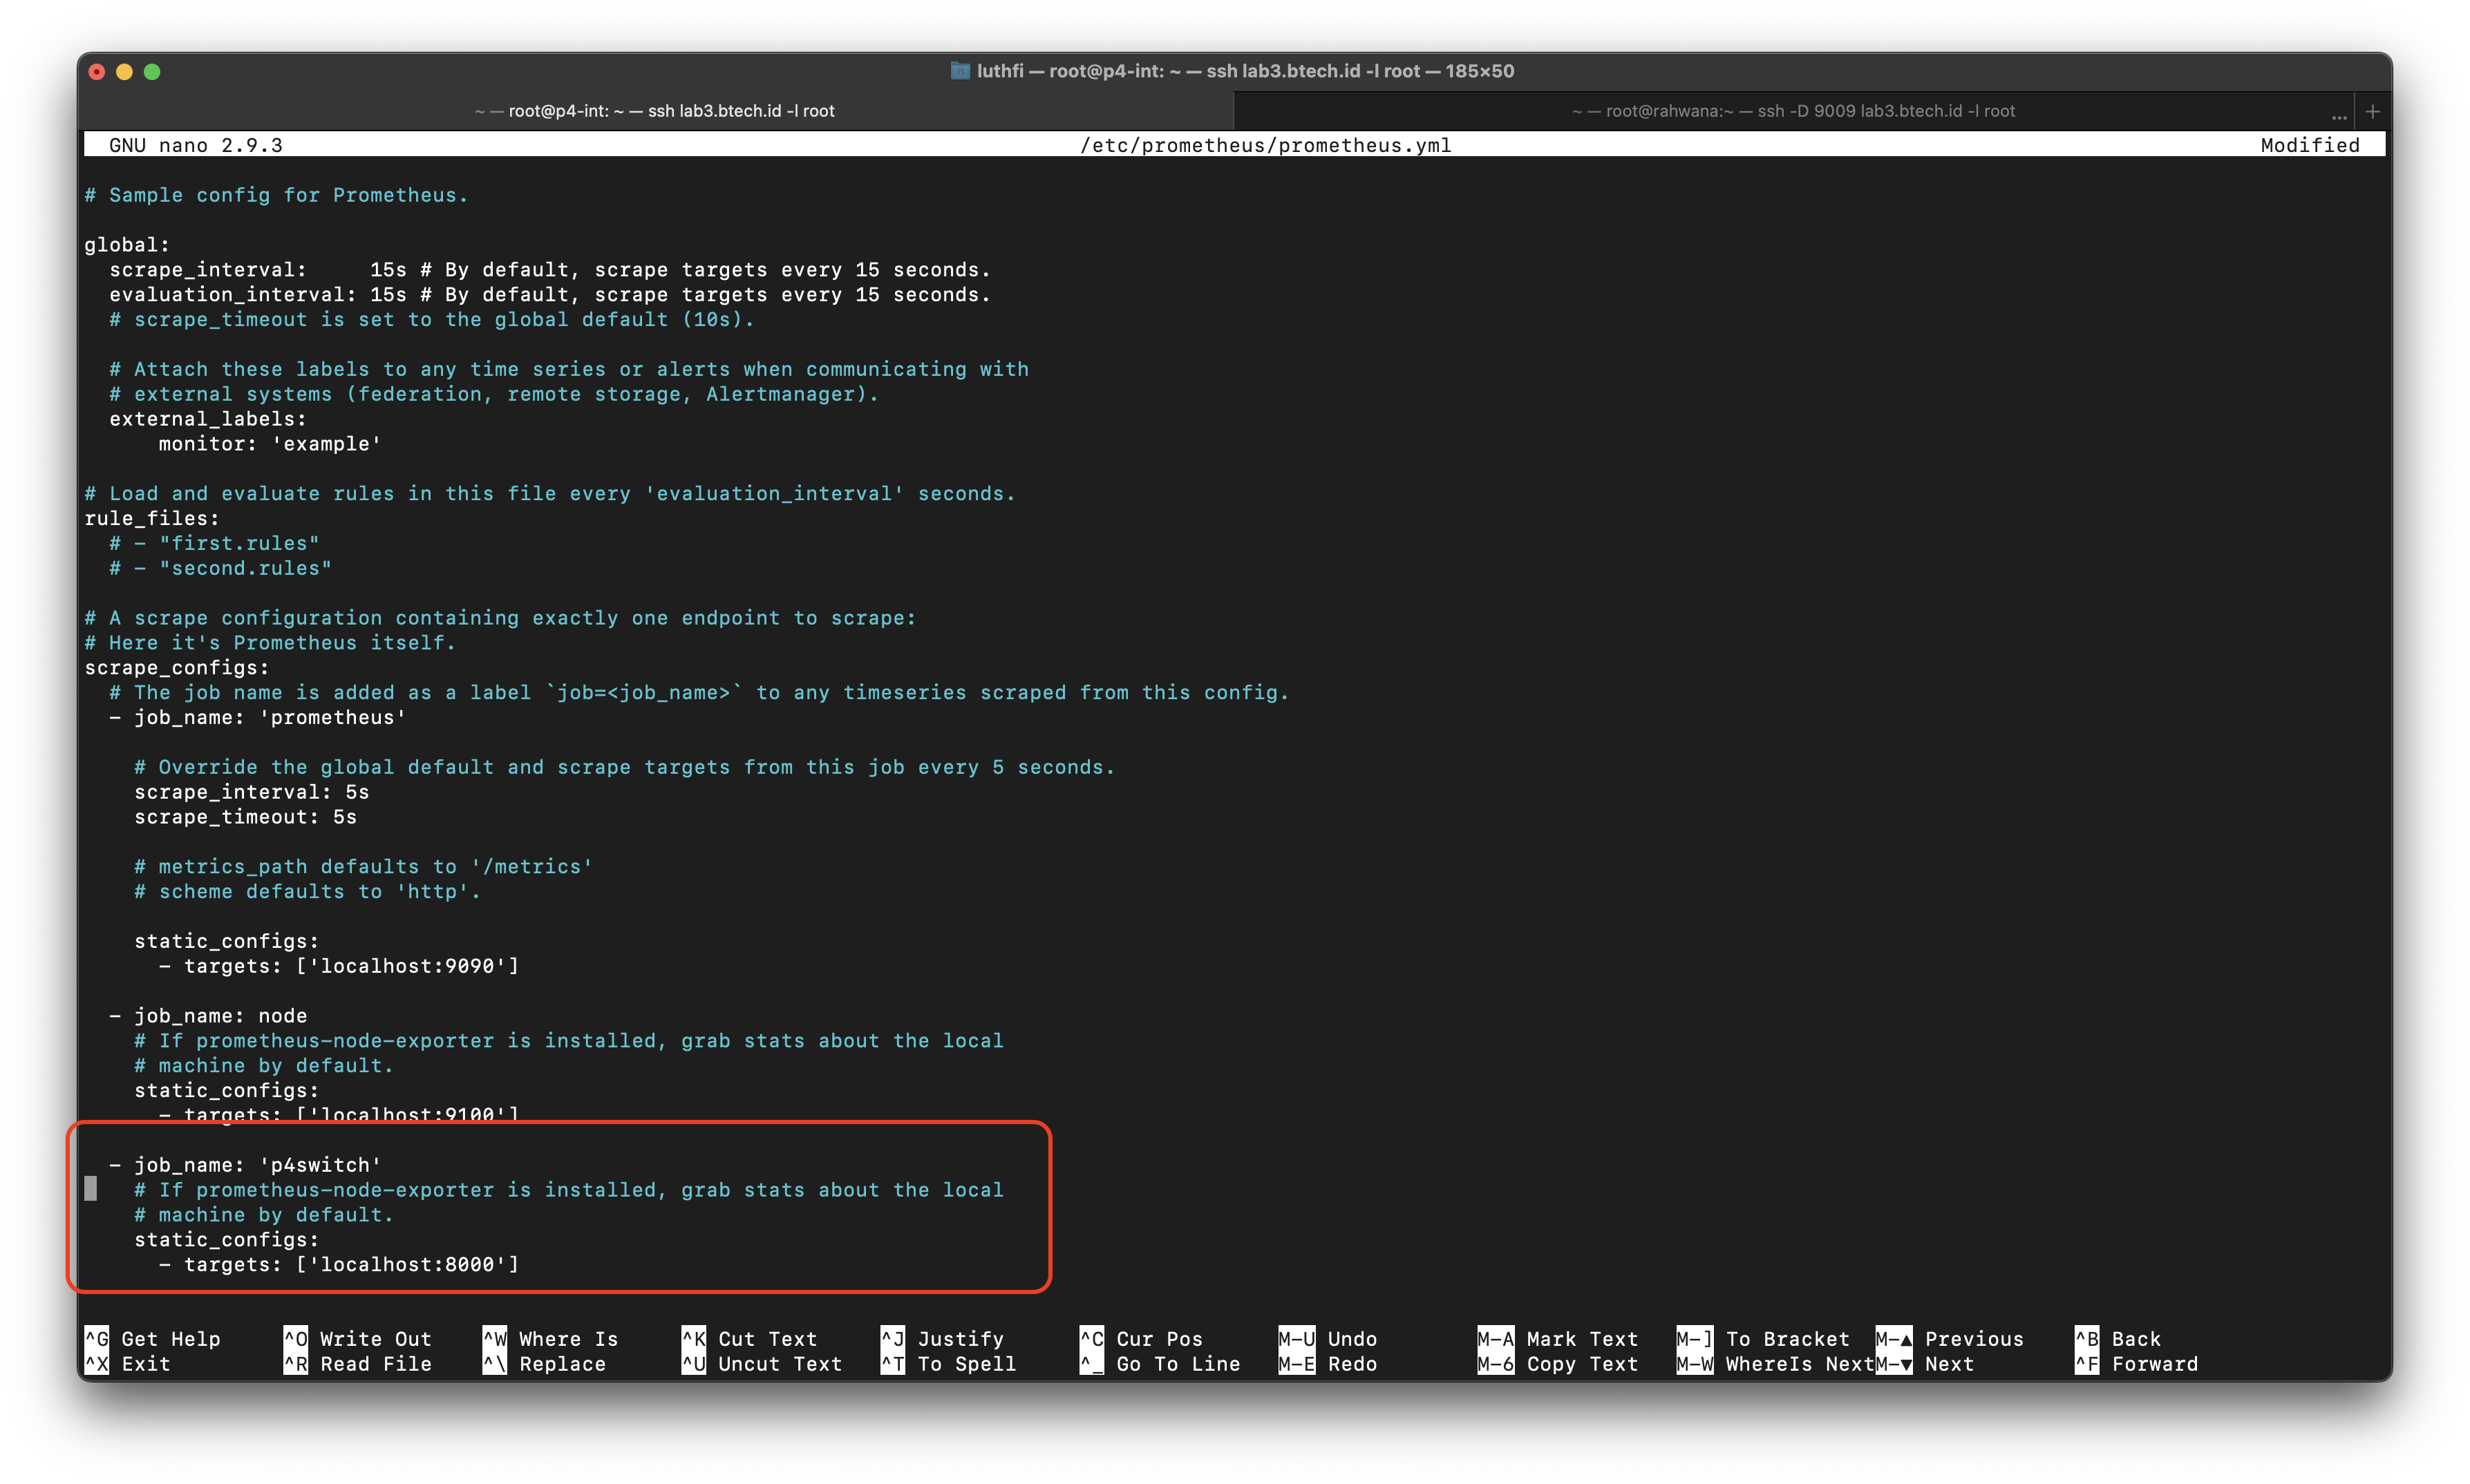 luthfi — root@p4-int: ~ — ssh lab3.btech.id -l root — 185×50
~ — root@p4-int: ~ — ssh lab3.btech.id -l root
~ — root@rahwana:~ — ssh -D 9009 lab3.btech.id -l root ... +
GNU nano 2.9.3 /etc/prometheus/prometheus.yml Modified
# Sample config for Prometheus.
global:
  scrape_interval:     15s # By default, scrape targets every 15 seconds.
  evaluation_interval: 15s # By default, scrape targets every 15 seconds.
  # scrape_timeout is set to the global default (10s).
  # Attach these labels to any time series or alerts when communicating with
  # external systems (federation, remote storage, Alertmanager).
  external_labels:
      monitor: 'example'
# Load and evaluate rules in this file every 'evaluation_interval' seconds.
rule_files:
  # - "first.rules"
  # - "second.rules"
# A scrape configuration containing exactly one endpoint to scrape:
# Here it's Prometheus itself.
scrape_configs:
  # The job name is added as a label `job=<job_name>` to any timeseries scraped from this config.
  - job_name: 'prometheus'
    # Override the global default and scrape targets from this job every 5 seconds.
    scrape_interval: 5s
    scrape_timeout: 5s
    # metrics_path defaults to '/metrics'
    # scheme defaults to 'http'.
    static_configs:
      - targets: ['localhost:9090']
  - job_name: node
    # If prometheus-node-exporter is installed, grab stats about the local
    # machine by default.
    static_configs:
      - targets: ['localhost:9100']
  - job_name: 'p4switch'
    # If prometheus-node-exporter is installed, grab stats about the local
    # machine by default.
    static_configs:
      - targets: ['localhost:8000']
^G Get Help ^O Write Out ^W Where Is ^K Cut Text ^J Justify ^C Cur Pos M-U Undo M-A Mark Text M-] To Bracket M-▲ Previous ^B Back
^X Exit ^R Read File ^\ Replace ^U Uncut Text ^T To Spell ^_ Go To Line M-E Redo M-6 Copy Text M-W WhereIs Next M-▼ Next ^F Forward